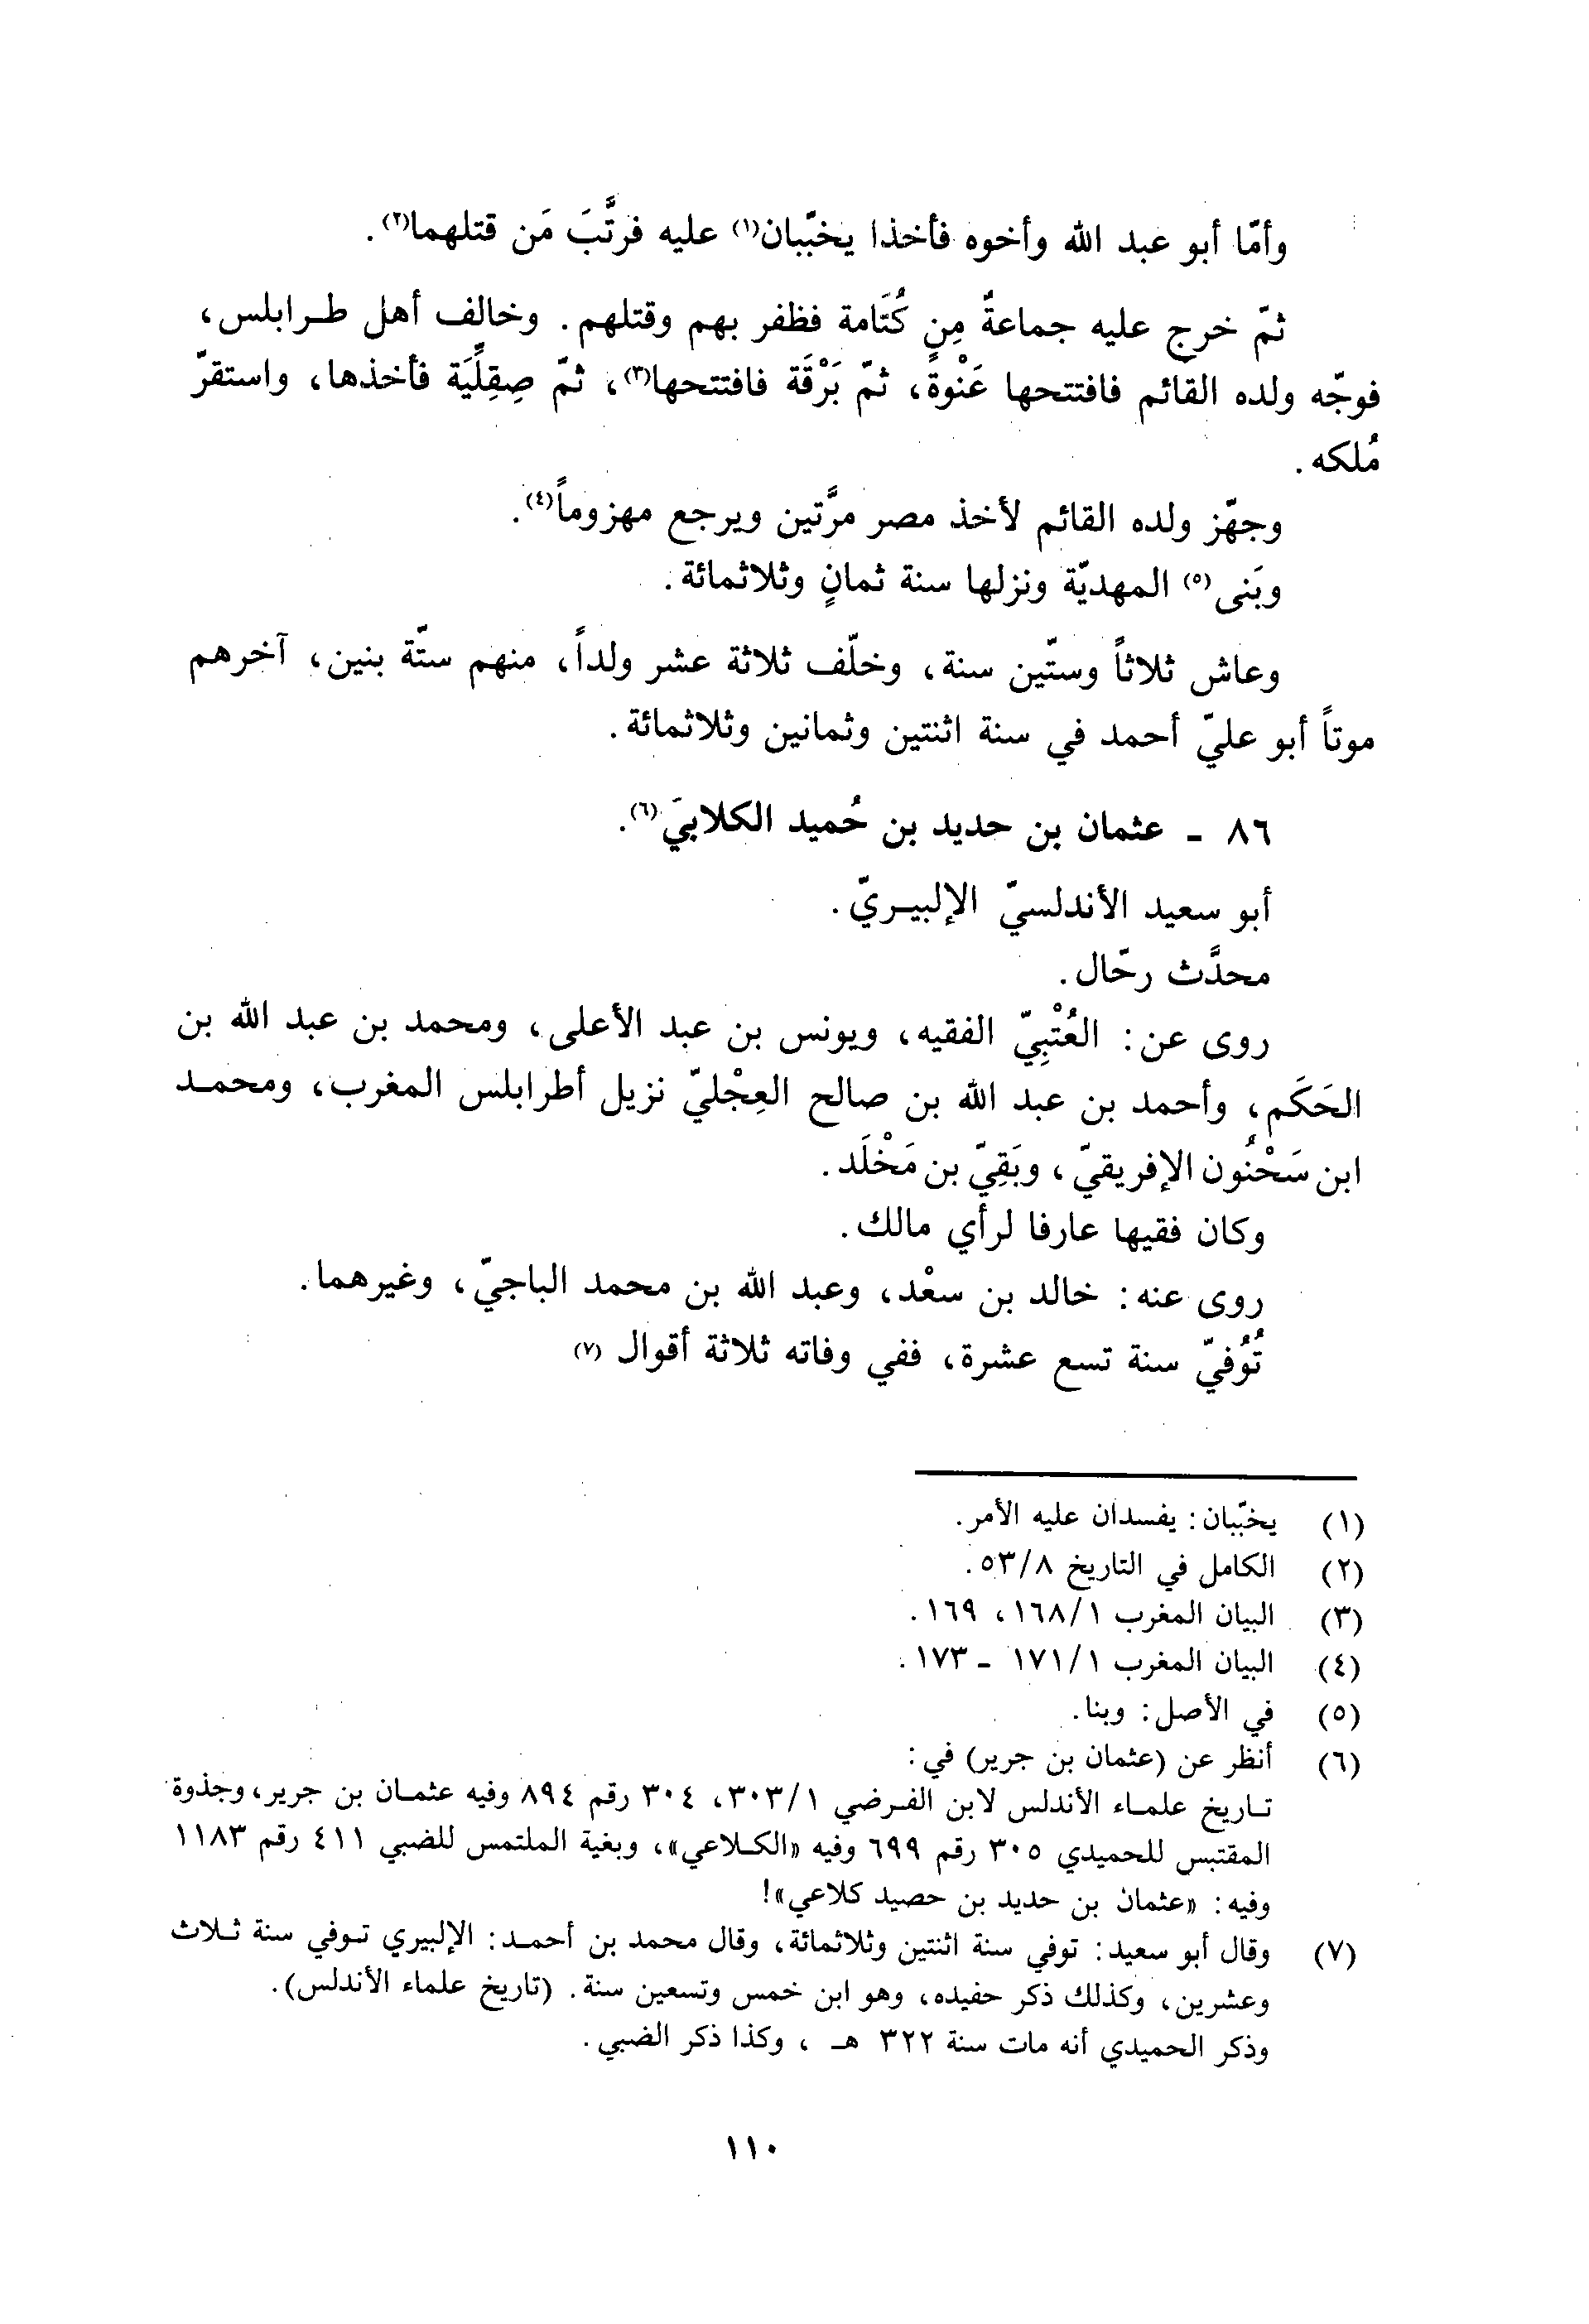 وأمّا أبو عبد الله وأخوه فأخذا يخبّبان(١) عليه فرتَّبَ مَن قتلهما(٢).
ثمّ خرج عليه جماعةٌ مِن كُتَامة فظفر بهم وقتلهم. وخالف أهل طرابلس،
فوجّه ولده القائم فافتتحها عَنْوةً، ثمّ بَرْقَة فافتتحها(٣)، ثمّ صِقِلِّيَة فأخذها، واستقرّ
مُلكه.
وجهّز ولده القائم لأخذ مصر مرَّتين ويرجع مهزوماً(٤).
وبَنى(٥) المهديّة ونزلها سنة ثمانٍ وثلاثمائة.
وعاش ثلاثاً وستّين سنة، وخلّف ثلاثة عشر ولداً، منهم ستّة بنين، آخرهم
موتاً أبو عليّ أحمد في سنة اثنتين وثمانين وثلاثمائة.
٨٦ - عثمان بن حديد بن حُميد الكلابيّ(٦).
أبو سعيد الأندلسيّ الإلبيريّ.
محدَّث رحّال.
روى عن: العُتْبِيّ الفقيه، ويونس بن عبد الأعلى، ومحمد بن عبد الله بن
الحَكَم، وأحمد بن عبد الله بن صالح العِجْليّ نزيل أطرابلس المغرب، ومحمد
ابن سَحْنُون الإفريقيّ، وبَقِيّ بن مَخْلَد.
وكان فقيها عارفا لرأي مالك.
روى عنه: خالد بن سعْد، وعبد الله بن محمد الباجيّ، وغيرهما.
تُوُفيّ سنة تسع عشرة، ففي وفاته ثلاثة أقوال (٧)
(١) يخبّبان: يفسدان عليه الأمر.
(٢) الكامل في التاريخ ٥٣/٨.
(٣) البيان المغرب ١٦٨/١، ١٦٩.
(٤) البيان المغرب ١٧١/١ - ١٧٣.
(٥) في الأصل: وبنا.
(٦) أنظر عن (عثمان بن جرير) في:
تاريخ علماء الأندلس لابن الفرضي ٣٠٣/١، ٣٠٤ رقم ٨٩٤ وفيه عثمان بن جرير، وجذوة
المقتبس للحميدي ٣٠٥ رقم ٦٩٩ وفيه «الكلاعي»، وبغية الملتمس للضبي ٤١١ رقم ١١٨٣
وفيه: «عثمان بن حديد بن حصيد كلاعي»!
(٧) وقال أبو سعيد: توفي سنة اثنتين وثلاثمائة، وقال محمد بن أحمد: الإلبيري توفي سنة ثلاث
وعشرين، وكذلك ذكر حفيده، وهو ابن خمس وتسعين سنة. (تاريخ علماء الأندلس).
وذكر الحميدي أنه مات سنة ٣٢٢ هـ ، وكذا ذكر الضبي.
١١٠